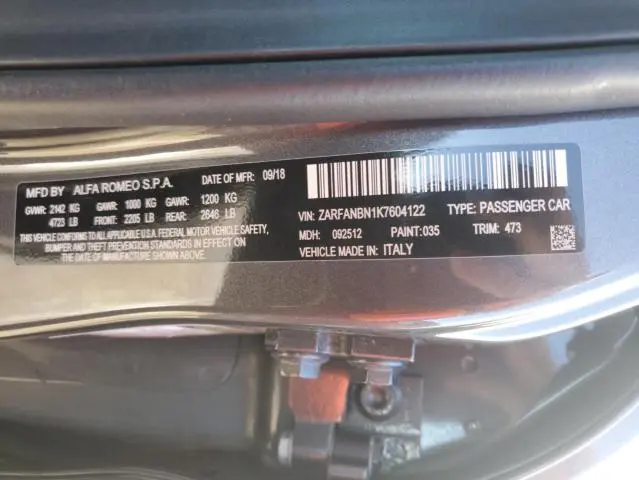 MFD BY ALFA ROMEO S.P.A. DATE OF MFR: 09/18
GVWR: 2142 KG GAWR: 1000 KG GAWR: 1200 KG
4723 LB FRONT: 2205 LB REAR: 2646 LB
THIS VEHICLE CONFORMS TO ALL APPLICABLE U.S.A. FEDERAL MOTOR VEHICLE SAFETY,
BUMPER AND THEFT PREVENTION STANDARDS IN EFFECT ON
THE DATE OF MANUFACTURE SHOWN ABOVE.
VIN: ZARFANBN1K7604122 TYPE: PASSENGER CAR
MDH: 092512 PAINT: 035 TRIM: 473
VEHICLE MADE IN: ITALY